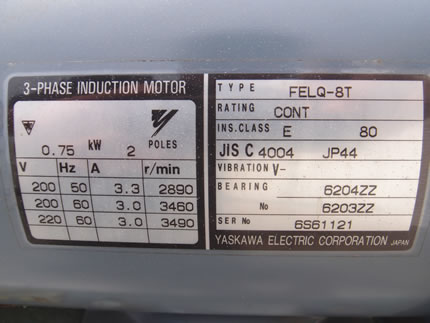 3-PHASE INDUCTION MOTOR
0.75 kW 2 POLES
V Hz A r/min
200 50 3.3 2890
200 60 3.0 3460
220 60 3.0 3490
TYPE FELQ-8T
RATING CONT
INS.CLASS E 80
JIS C 4004 JP44
VIBRATION V-
BEARING 6204ZZ
No 6203ZZ
SER No 6S61121
YASKAWA ELECTRIC CORPORATION JAPAN